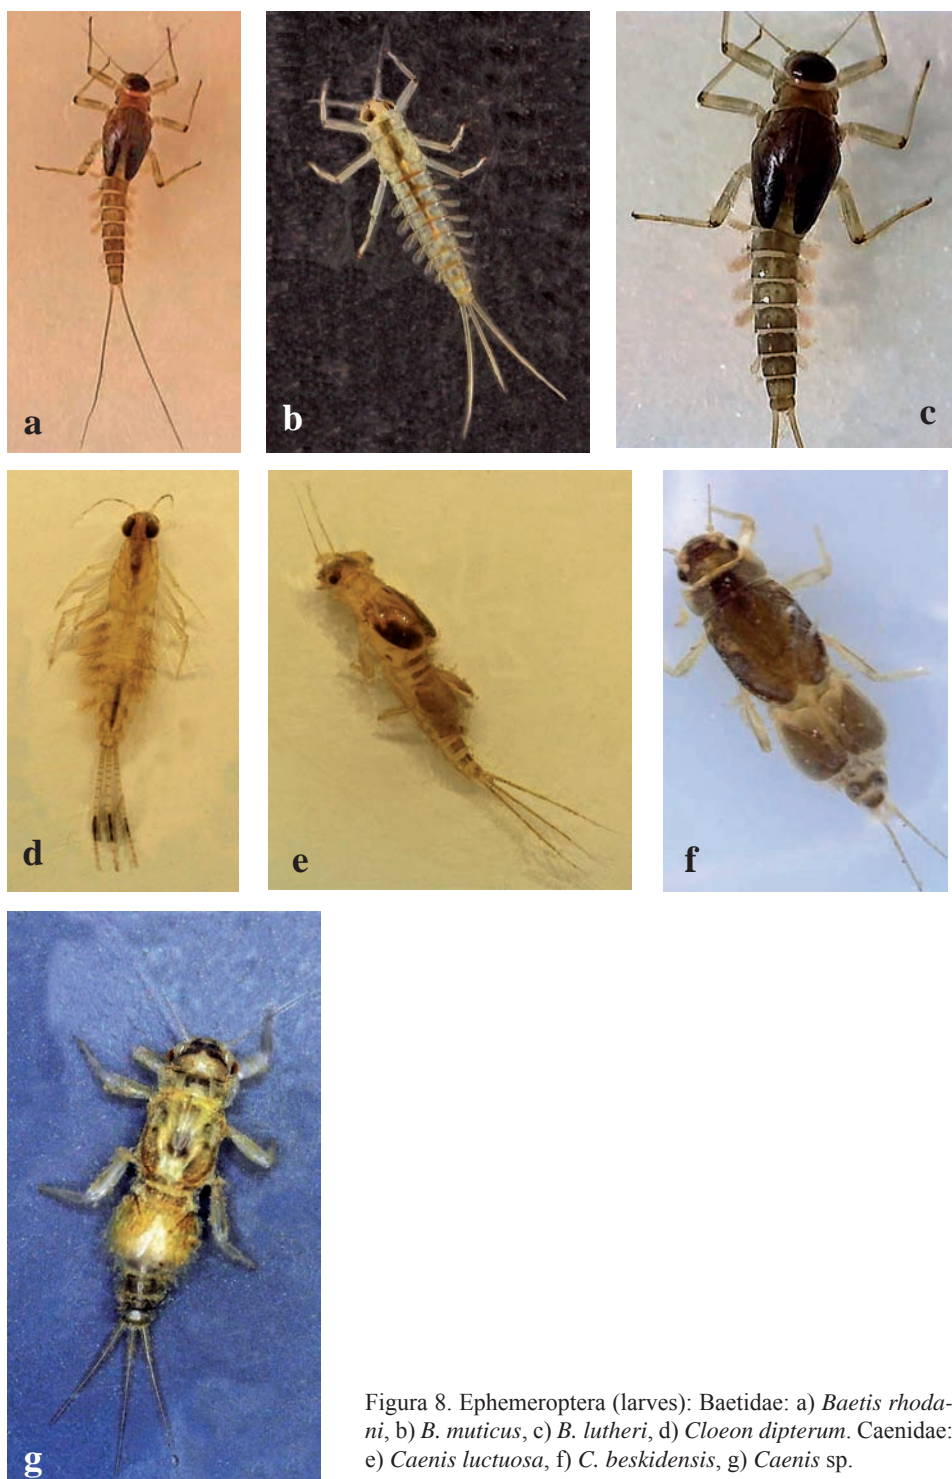 a
b
c
d
e
f
g
Figura 8. Ephemeroptera (larves): Baetidae: a) Baetis rhoda-
ni, b) B. muticus, c) B. lutheri, d) Cloeon dipterum. Caenidae:
e) Caenis luctuosa, f) C. beskidensis, g) Caenis sp.